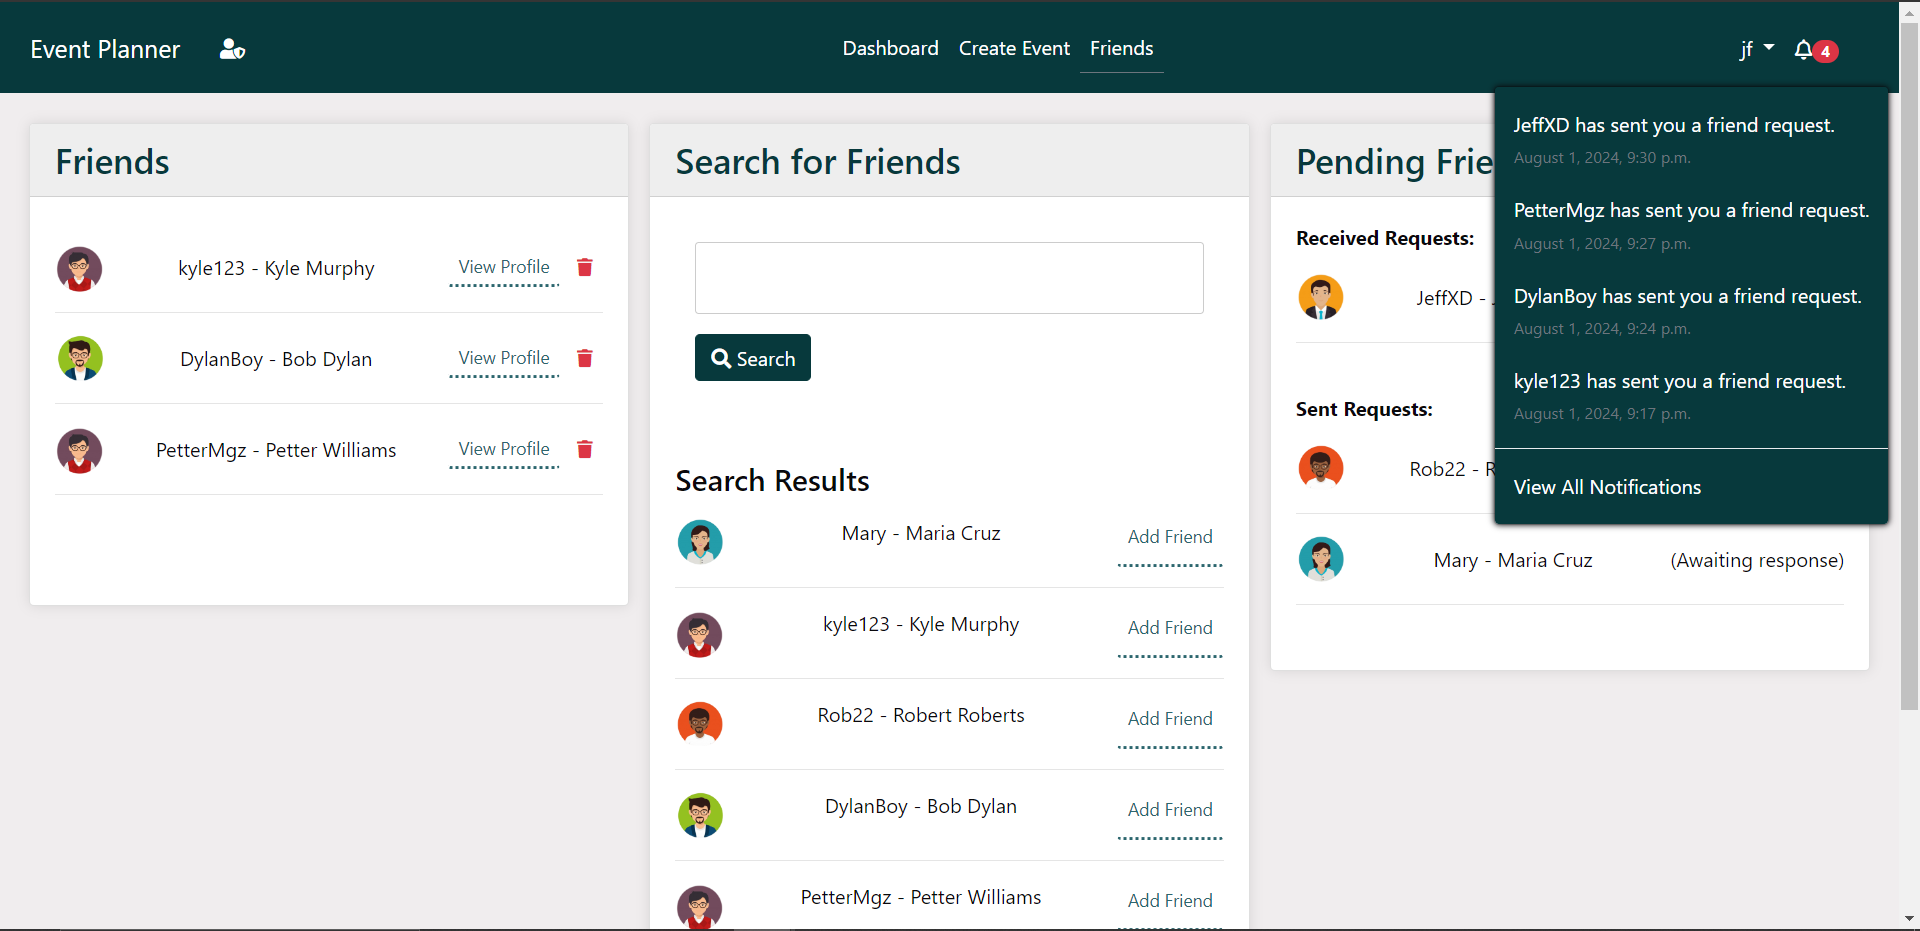 Event Planner
Dashboard Create Event Friends
jf 4
Friends
kyle123 - Kyle Murphy View Profile
DylanBoy - Bob Dylan View Profile
PetterMgz - Petter Williams View Profile
Search for Friends
Search
Search Results
Mary - Maria Cruz Add Friend
kyle123 - Kyle Murphy Add Friend
Rob22 - Robert Roberts Add Friend
DylanBoy - Bob Dylan Add Friend
PetterMgz - Petter Williams Add Friend
Pending Frie
Received Requests:
JeffXD -
Sent Requests:
Rob22 - R
Mary - Maria Cruz (Awaiting response)
JeffXD has sent you a friend request.
August 1, 2024, 9:30 p.m.
PetterMgz has sent you a friend request.
August 1, 2024, 9:27 p.m.
DylanBoy has sent you a friend request.
August 1, 2024, 9:24 p.m.
kyle123 has sent you a friend request.
August 1, 2024, 9:17 p.m.
View All Notifications